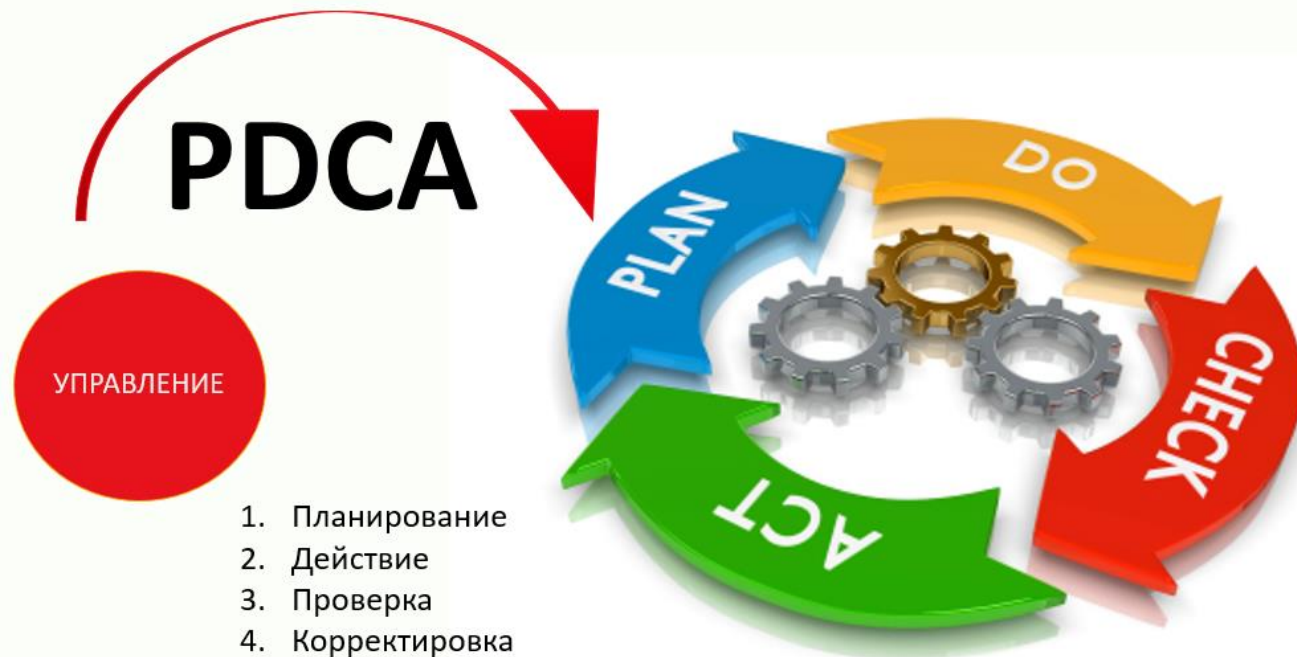 PDCA
PLAN
DO
CHECK
ACT
УПРАВЛЕНИЕ
1. Планирование
2. Действие
3. Проверка
4. Корректировка